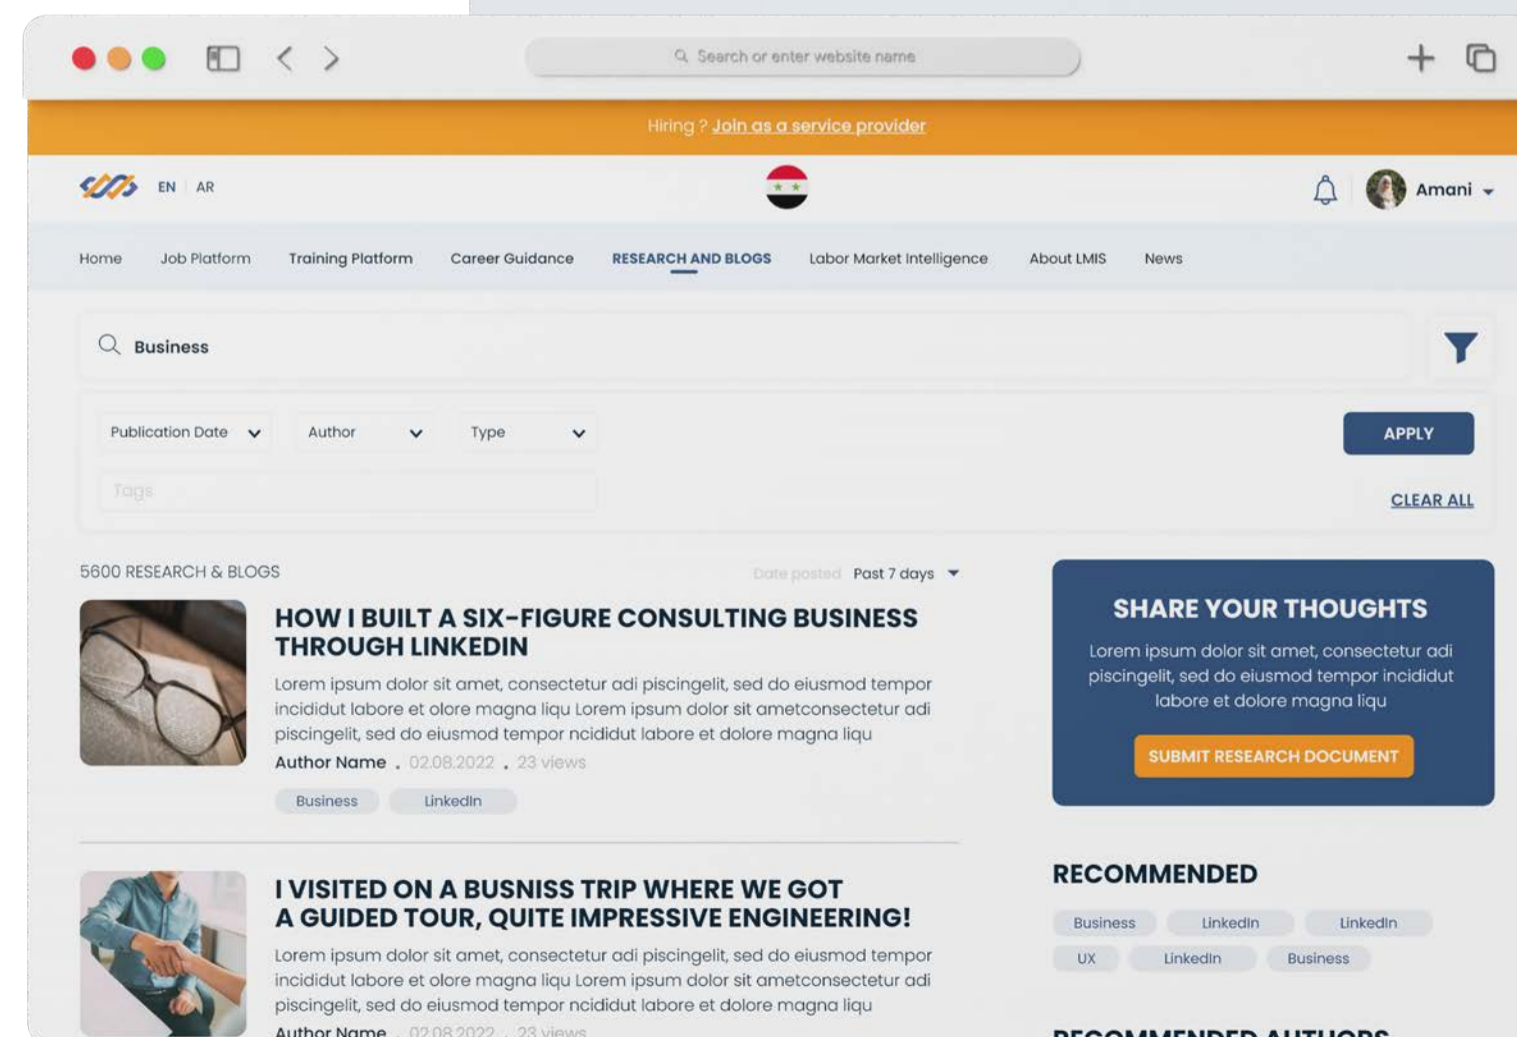 Search or enter website name
Hiring ? Join as a service provider
EN AR
Amani
Home Job Platform Training Platform Career Guidance RESEARCH AND BLOGS Labor Market Intelligence About LMIS News
Business
Publication Date Author Type
APPLY
Tags
CLEAR ALL
5600 RESEARCH & BLOGS
Date posted Past 7 days
HOW I BUILT A SIX-FIGURE CONSULTING BUSINESS
THROUGH LINKEDIN
Lorem ipsum dolor sit amet, consectetur adi piscingelit, sed do eiusmod tempor
incididut labore et olore magna liqu Lorem ipsum dolor sit ametconsectetur adi
piscingelit, sed do eiusmod tempor ncididut labore et dolore magna liqu
Author Name . 02.08.2022 . 23 views
Business LinkedIn
I VISITED ON A BUSNISS TRIP WHERE WE GOT
A GUIDED TOUR, QUITE IMPRESSIVE ENGINEERING!
Lorem ipsum dolor sit amet, consectetur adi piscingelit, sed do eiusmod tempor
incididut labore et olore magna liqu Lorem ipsum dolor sit ametconsectetur adi
piscingelit, sed do eiusmod tempor ncididut labore et dolore magna liqu
Author Name . 02.08.2022 . 23 views
SHARE YOUR THOUGHTS
Lorem ipsum dolor sit amet, consectetur adi
piscingelit, sed do eiusmod tempor incididut
labore et dolore magna liqu
SUBMIT RESEARCH DOCUMENT
RECOMMENDED
Business LinkedIn LinkedIn
UX LinkedIn Business
RECOMMENDED AUTHORS